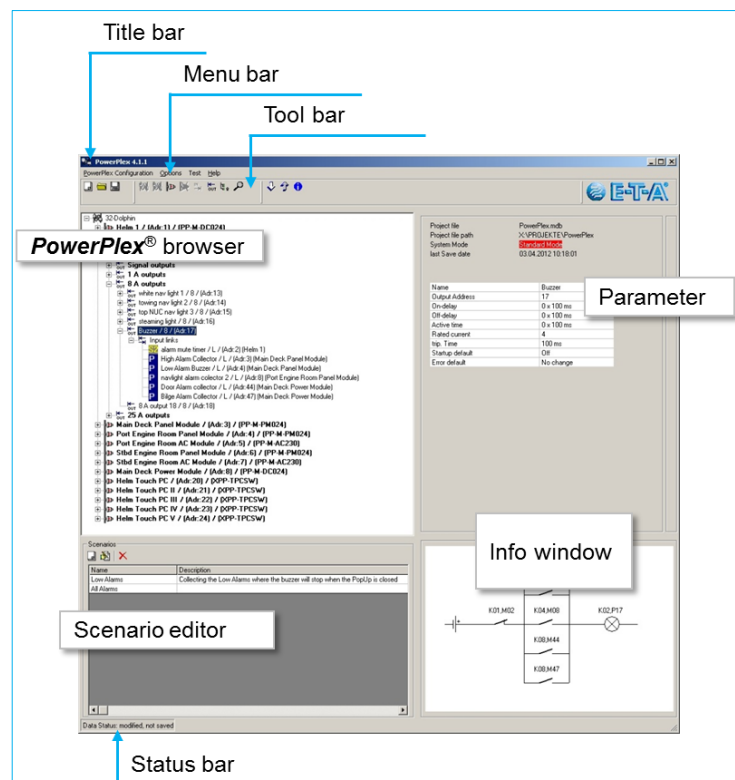 Title bar
Menu bar
Tool bar
PowerPlex 4.1.1
PowerPlex Configuration Options Test Help
E-T-A
32-Dolphin
Helm 1 / (Adr:1) / (PP-M-DC024)
PowerPlex® browser
Signal outputs
1 A outputs
8 A outputs
white nav light 1 / 8 / (Adr:13)
towing nav light 2 / 8 / (Adr:14)
top NUC nav light 3 / 8 / (Adr:15)
steaming light / 8 / (Adr:16)
Buzzer / 8 / (Adr:17)
Input links
alarm mute timer / L / (Adr:2) (Helm 1)
High Alarm Collector / L / (Adr:3) (Main Deck Panel Module)
Low Alarm Buzzer / L / (Adr:4) (Main Deck Panel Module)
navlight alarm colector 2 / L / (Adr:8) (Port Engine Room Panel Module)
Door Alarm collector / L / (Adr:44) (Main Deck Power Module)
Bilge Alarm collector / L / (Adr:47) (Main Deck Power Module)
8 A output 18 / 8 / (Adr:18)
25 A outputs
Main Deck Panel Module / (Adr:3) / (PP-M-PM024)
Port Engine Room Panel Module / (Adr:4) / (PP-M-PM024)
Port Engine Room AC Module / (Adr:5) / (PP-M-AC230)
Stbd Engine Room Panel Module / (Adr:6) / (PP-M-PM024)
Stbd Engine Room AC Module / (Adr:7) / (PP-M-AC230)
Main Deck Power Module / (Adr:8) / (PP-M-DC024)
Helm Touch PC / (Adr:20) / (XPP-TPCSW)
Helm Touch PC II / (Adr:21) / (XPP-TPCSW)
Helm Touch PC III / (Adr:22) / (XPP-TPCSW)
Helm Touch PC IV / (Adr:23) / (XPP-TPCSW)
Helm Touch PC V / (Adr:24) / (XPP-TPCSW)
Project file PowerPlex.mdb
Project file path X:\PROJEKTE\PowerPlex
System Mode Standard Mode
last Save date 03.04.2012 10:18:01
Name Buzzer
Output Address 17
On-delay 0 x 100 ms
Off-delay 0 x 100 ms
Active time 0 x 100 ms
Rated current 4
trip. Time 100 ms
Startup default Off
Error default No change
Parameter
Scenarios
Name Description
Low Alarms Collecting the Low Alarms where the buzzer will stop when the PopUp is closed
All Alarms
Scenario editor
Info window
K01,M02 K04,M08 K02,P17
K08,M44
K08,M47
Data Status: modified, not saved
Status bar